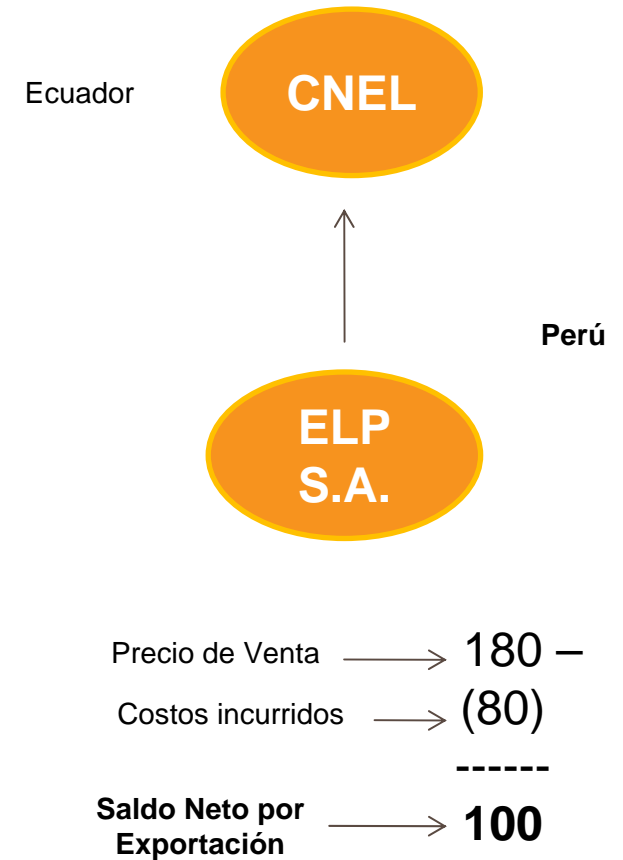 Ecuador
CNEL
Perú
ELP
S.A.
Precio de Venta 180 –
Costos incurridos (80)
------
Saldo Neto por
Exportación 100